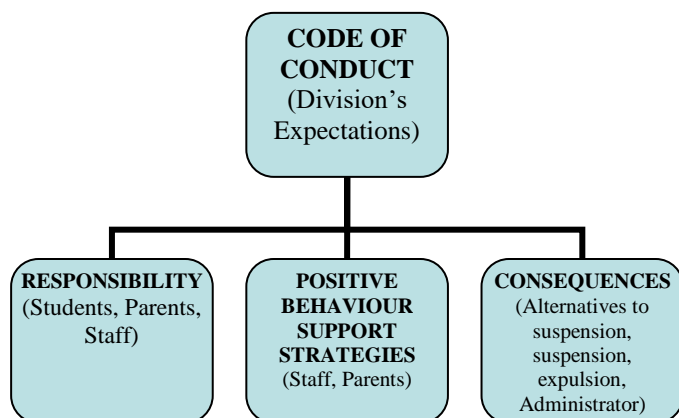 CODE OF
CONDUCT
(Division's
Expectations)
RESPONSIBILITY
(Students, Parents,
Staff)
POSITIVE
BEHAVIOUR
SUPPORT
STRATEGIES
(Staff, Parents)
CONSEQUENCES
(Alternatives to
suspension,
suspension,
expulsion,
Administrator)